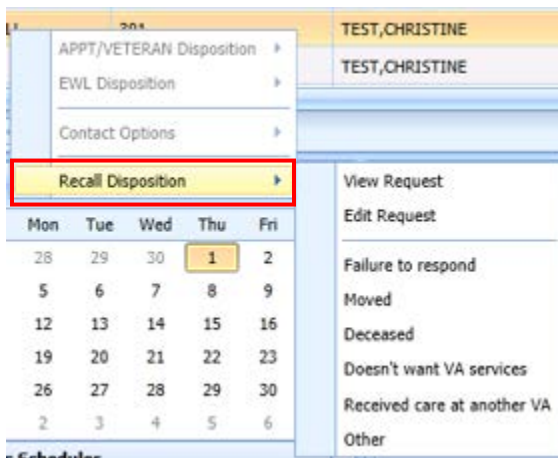 201 TEST,CHRISTINE
APPT/VETERAN Disposition
TEST,CHRISTINE
EWL Disposition
Contact Options
Recall Disposition
View Request
Edit Request
Failure to respond
Moved
Deceased
Doesn't want VA services
Received care at another VA
Other
Mon Tue Wed Thu Fri
28 29 30 1 2
5 6 7 8 9
12 13 14 15 16
19 20 21 22 23
26 27 28 29 30
2 3 4 5 6